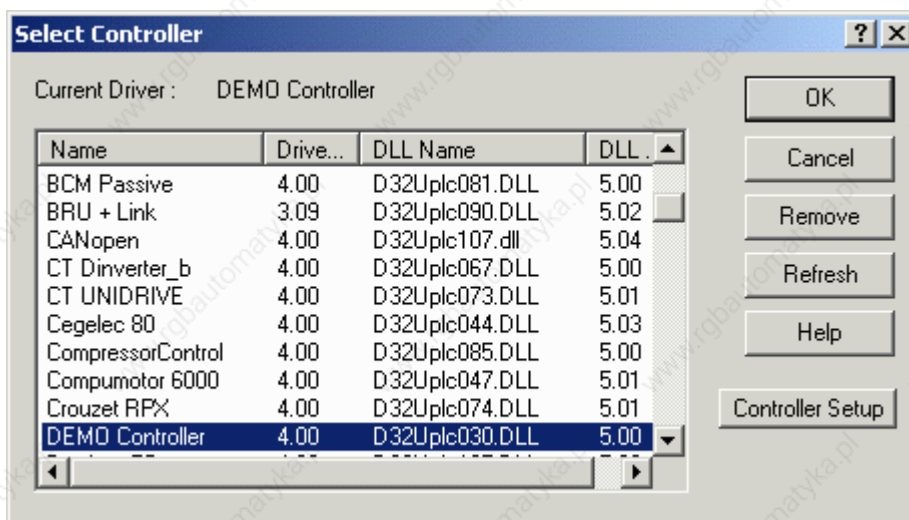 Select Controller
Current Driver : DEMO Controller
Name Drive... DLL Name DLL .
BCM Passive 4.00 D32Uplc081.DLL 5.00
BRU + Link 3.09 D32Uplc090.DLL 5.02
CANopen 4.00 D32Uplc107.dll 5.04
CT Dinverter_b 4.00 D32Uplc067.DLL 5.00
CT UNIDRIVE 4.00 D32Uplc073.DLL 5.01
Cegelec 80 4.00 D32Uplc044.DLL 5.03
CompressorControl 4.00 D32Uplc085.DLL 5.00
Compumotor 6000 4.00 D32Uplc047.DLL 5.01
Crouzet RPX 4.00 D32Uplc074.DLL 5.01
DEMO Controller 4.00 D32Uplc030.DLL 5.00
OK
Cancel
Remove
Refresh
Help
Controller Setup
www.rgbautomatyka.pl